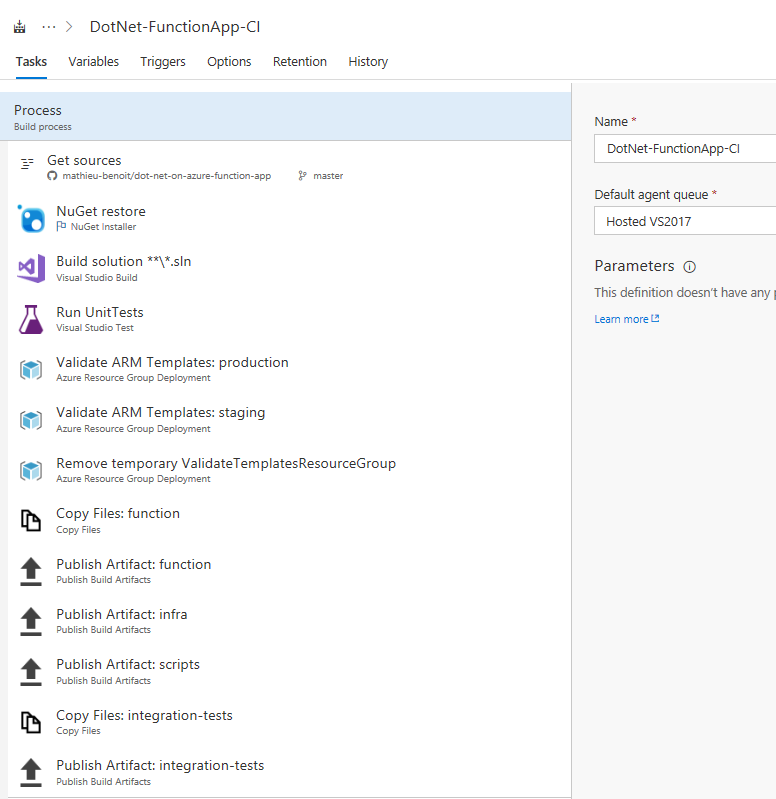 ··· > DotNet-FunctionApp-CI
Tasks Variables Triggers Options Retention History
Process
Build process
Get sources
mathieu-benoit/dot-net-on-azure-function-app master
NuGet restore
NuGet Installer
Build solution **\*.sln
Visual Studio Build
Run UnitTests
Visual Studio Test
Validate ARM Templates: production
Azure Resource Group Deployment
Validate ARM Templates: staging
Azure Resource Group Deployment
Remove temporary ValidateTemplatesResourceGroup
Azure Resource Group Deployment
Copy Files: function
Copy Files
Publish Artifact: function
Publish Build Artifacts
Publish Artifact: infra
Publish Build Artifacts
Publish Artifact: scripts
Publish Build Artifacts
Copy Files: integration-tests
Copy Files
Publish Artifact: integration-tests
Publish Build Artifacts
Name *
DotNet-FunctionApp-CI
Default agent queue *
Hosted VS2017
Parameters
This definition doesn't have any
Learn more